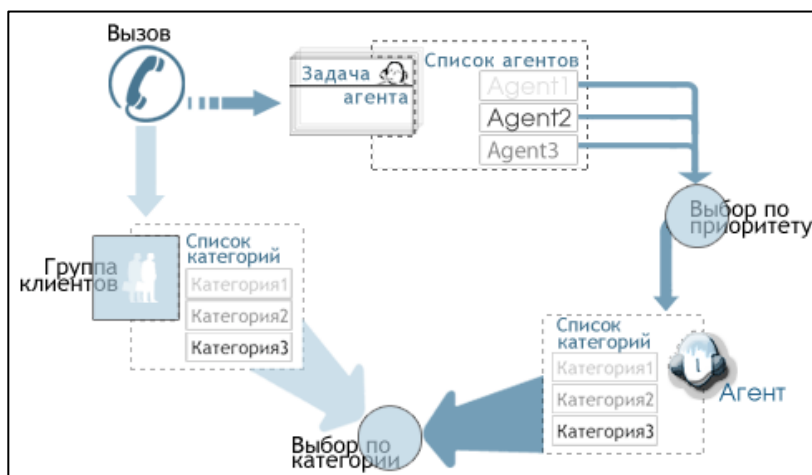 Вызов
Задача
агента
Список агентов
Agent1
Agent2
Agent3
Выбор по
приоритету
Группа
клиентов
Список
категорий
Категория1
Категория2
Категория3
Список
категорий
Категория1
Категория2
Категория3
Агент
Выбор по
категории